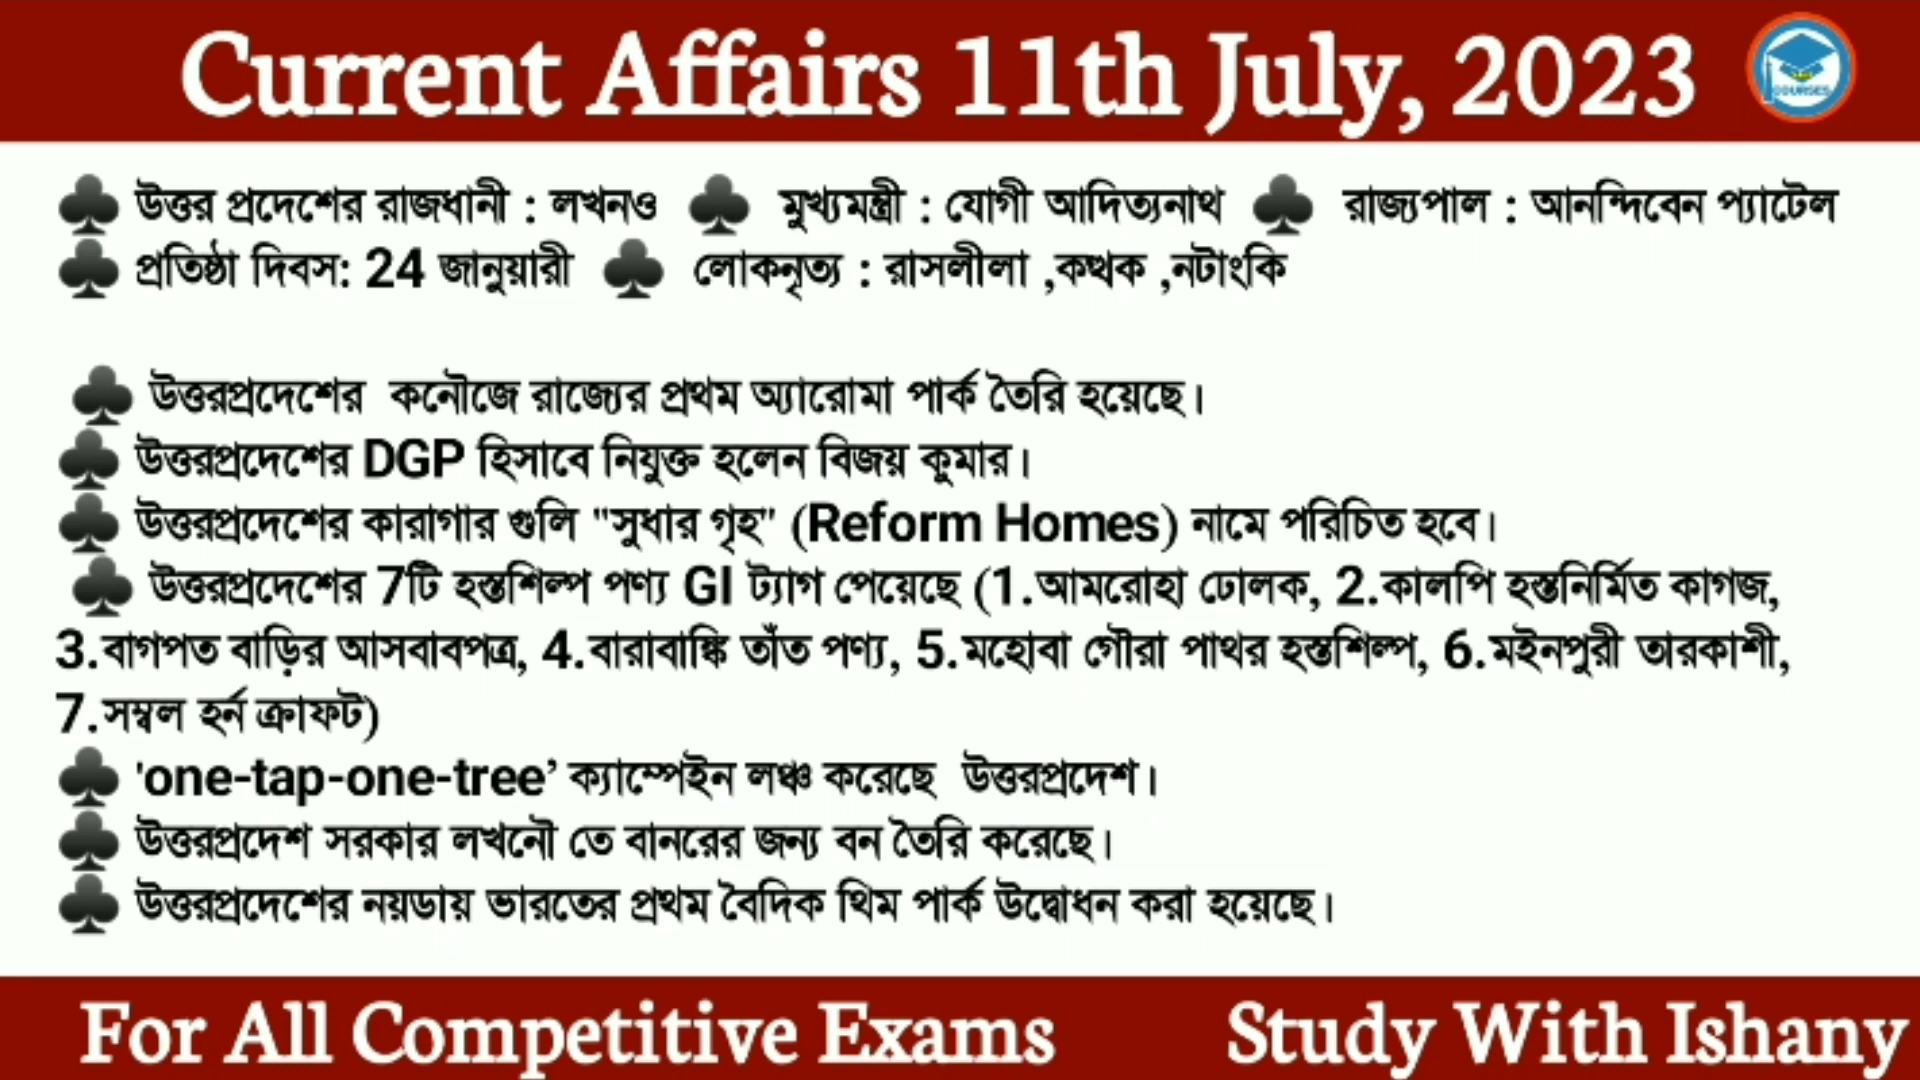 Current Affairs 11th July, 2023
COURSES
♣ উত্তর প্রদেশের রাজধানী : লখনও ♣ মুখ্যমন্ত্রী : যোগী আদিত্যনাথ ♣ রাজ্যপাল : আনন্দিবেন প্যাটেল
♣ প্রতিষ্ঠা দিবস: 24 জানুয়ারী ♣ লোকনৃত্য : রাসলীলা ,কত্থক ,নটাংকি
♣ উত্তরপ্রদেশের কনৌজে রাজ্যের প্রথম অ্যারোমা পার্ক তৈরি হয়েছে।
♣ উত্তরপ্রদেশের DGP হিসাবে নিযুক্ত হলেন বিজয় কুমার।
♣ উত্তরপ্রদেশের কারাগার গুলি "সুধার গৃহ" (Reform Homes) নামে পরিচিত হবে।
♣ উত্তরপ্রদেশের 7টি হস্তশিল্প পণ্য GI ট্যাগ পেয়েছে (1.আমরোহা ঢোলক, 2.কালপি হস্তনির্মিত কাগজ,
3.বাগপত বাড়ির আসবাবপত্র, 4.বারাবাঙ্কি তাঁত পণ্য, 5.মহোবা গৌরা পাথর হস্তশিল্প, 6.মইনপুরী তারকাশী,
7.সম্বল হর্ন ক্রাফট)
♣ 'one-tap-one-tree’ ক্যাম্পেইন লঞ্চ করেছে উত্তরপ্রদেশ।
♣ উত্তরপ্রদেশ সরকার লখনৌ তে বানরের জন্য বন তৈরি করেছে।
♣ উত্তরপ্রদেশের নয়ডায় ভারতের প্রথম বৈদিক থিম পার্ক উদ্বোধন করা হয়েছে।
For All Competitive Exams Study With Ishany